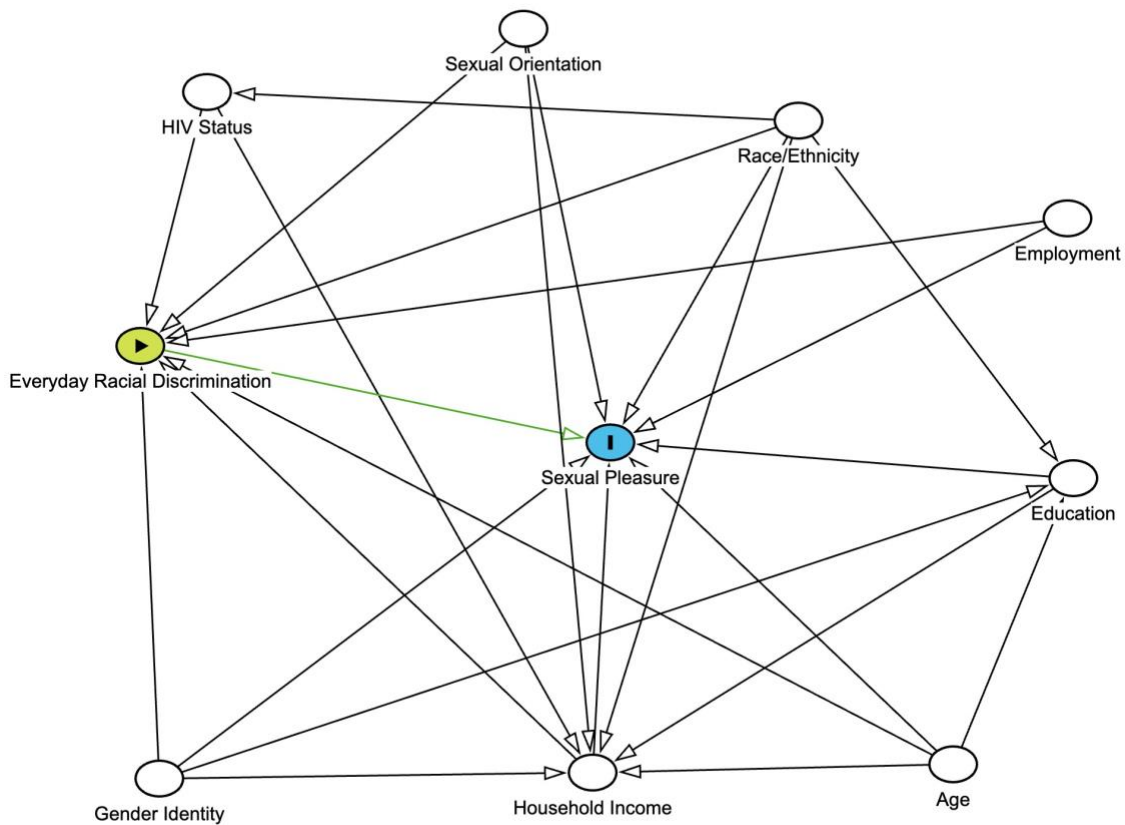 Sexual Orientation
HIV Status
Race/Ethnicity
Employment
Everyday Racial Discrimination
Sexual Pleasure
Education
Gender Identity
Household Income
Age